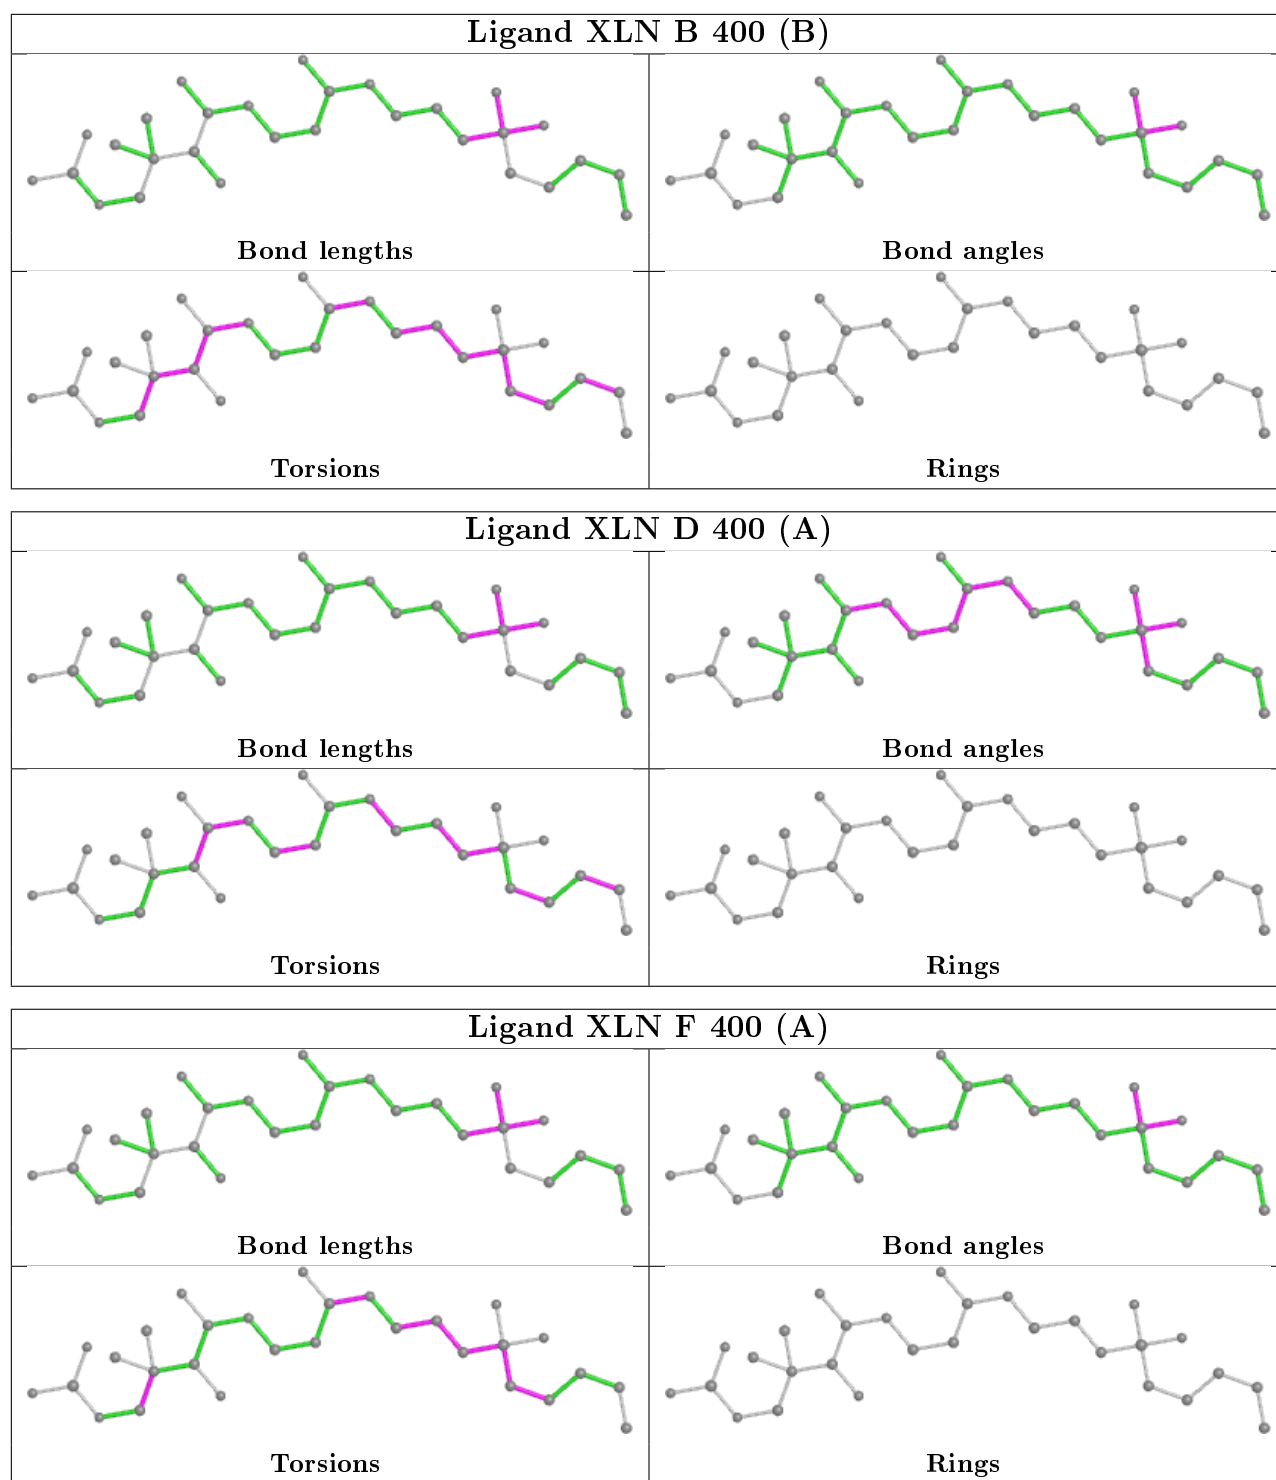 Ligand XLN B 400 (B)
Bond lengths
Bond angles
Torsions
Rings
Ligand XLN D 400 (A)
Bond lengths
Bond angles
Torsions
Rings
Ligand XLN F 400 (A)
Bond lengths
Bond angles
Torsions
Rings